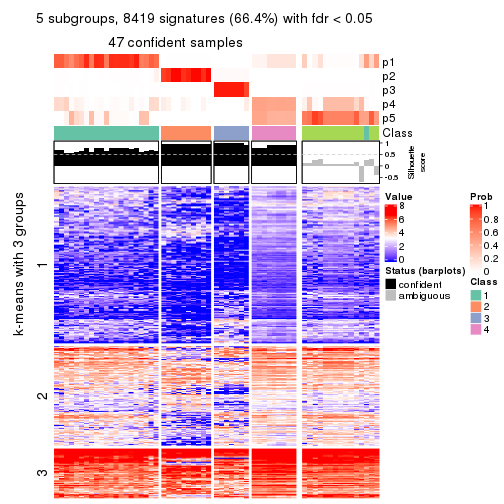 5 subgroups, 8419 signatures (66.4%) with fdr < 0.05
47 confident samples
p1
p2
p3
p4
p5
Class
1
0.5
0
-0.5
Silhouette
score
k-means with 3 groups
1
2
3
Value
8
6
4
2
0
Status (barplots)
confident
ambiguous
Prob
1
0.8
0.6
0.4
0.2
0
Class
1
2
3
4